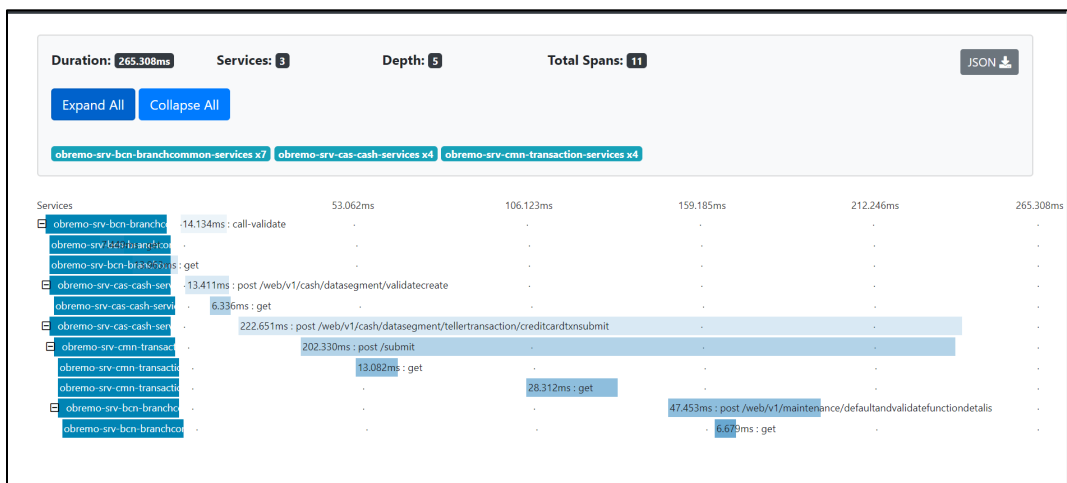 Duration: 265.308ms Services: 3 Depth: 5 Total Spans: 11 JSON
Expand All Collapse All
obremo-srv-bcn-branchcommon-services x7 obremo-srv-cas-cash-services x4 obremo-srv-cmn-transaction-services x4
Services 53.062ms 106.123ms 159.185ms 212.246ms 265.308ms
obremo-srv-bcn-branchco 14.134ms : call-validate
obremo-srv-bcn-branchcon
obremo-srv-bcn-branchcon : get
obremo-srv-cas-cash-serv 13.411ms : post /web/v1/cash/datasegment/validatecreate
obremo-srv-cas-cash-servi 6.336ms : get
obremo-srv-cas-cash-serv 222.651ms : post /web/v1/cash/datasegment/tellertransaction/creditcardtxnsubmit
obremo-srv-cmn-transact 202.330ms : post /submit
obremo-srv-cmn-transactic 13.082ms : get
obremo-srv-cmn-transactic 28.312ms : get
obremo-srv-bcn-branchco 47.453ms : post /web/v1/maintenance/defaultandvalidatefunctiondetalis
obremo-srv-bcn-branchcor 6.679ms : get